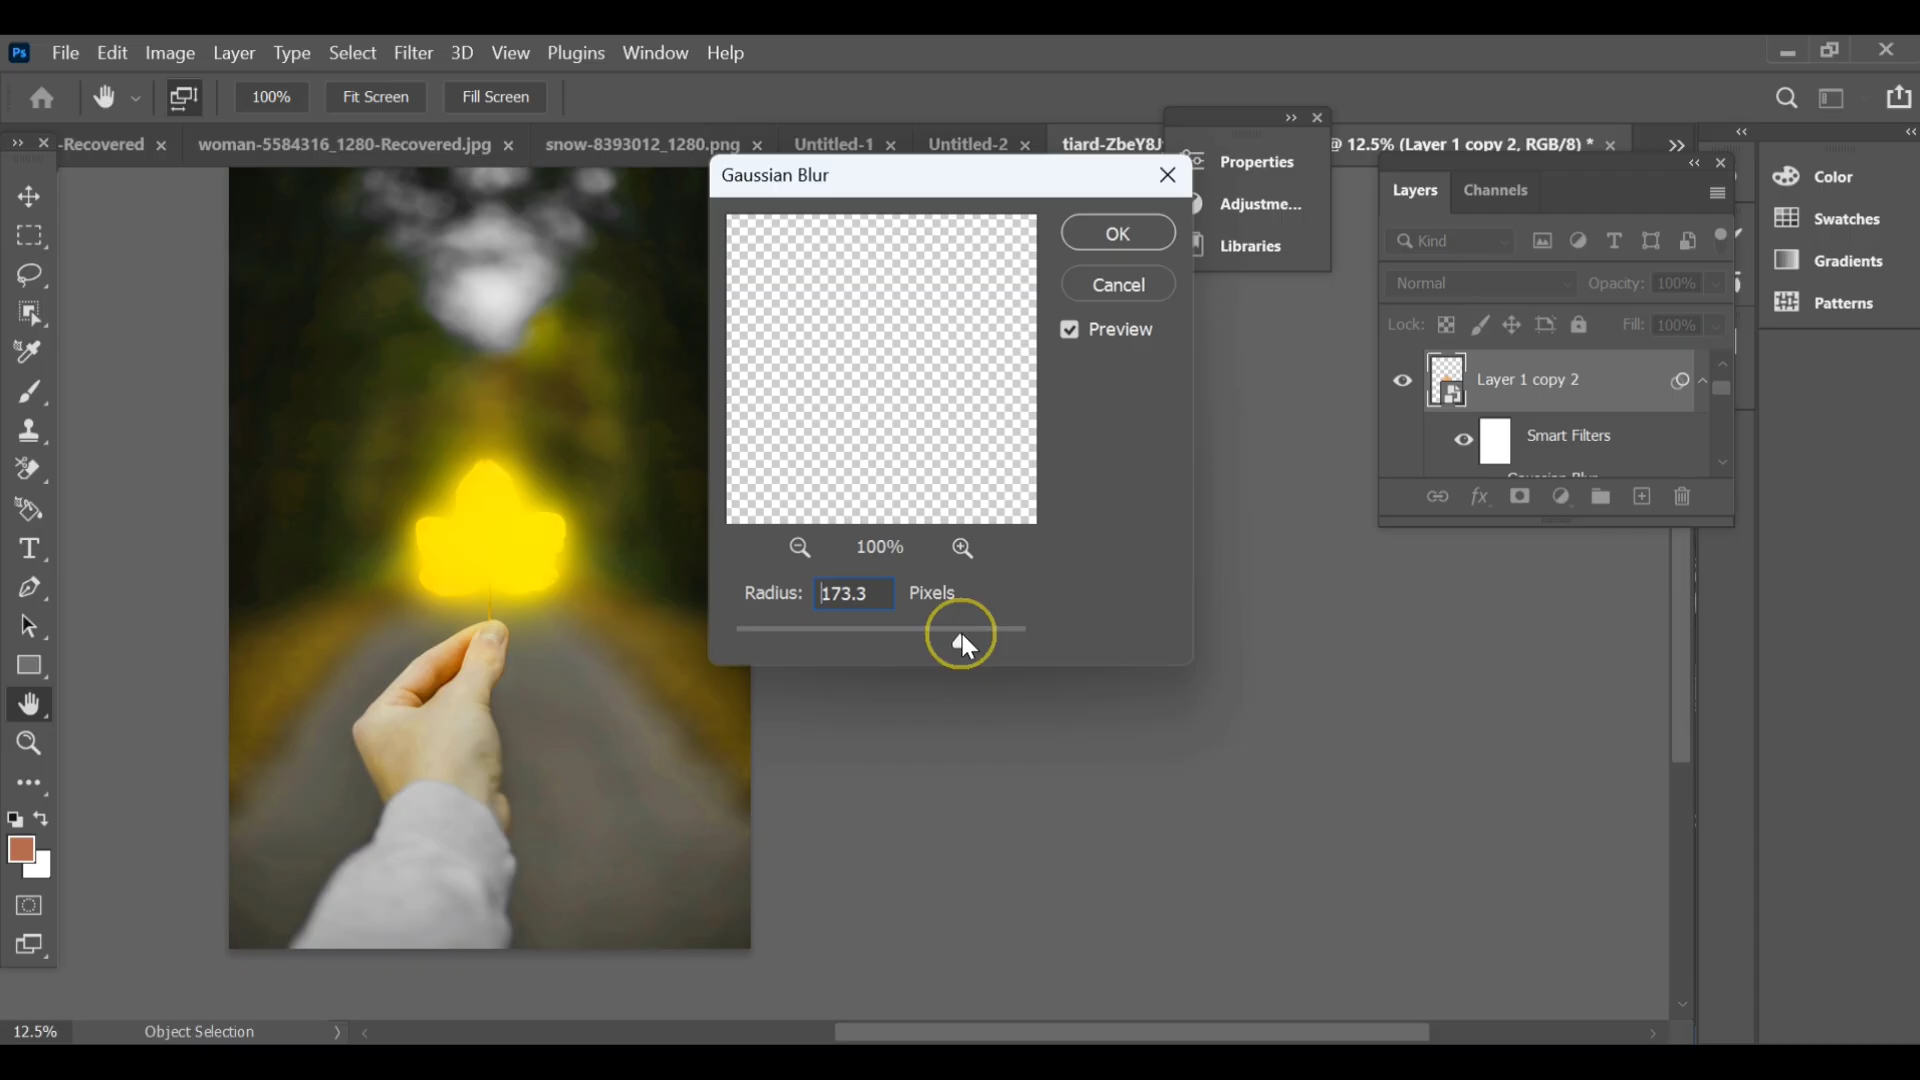 Ps File Edit Image Layer Type Select Filter 3D View Plugins Window Help
100% Fit Screen Fill Screen
-Recovered × woman-5584316_1280-Recovered.jpg × snow-8393012_1280.png × Untitled-1 × Untitled-2 × tiard-ZbeY8J @ 12.5% (Layer 1 copy 2, RGB/8) * ×
Gaussian Blur
OK
Cancel
Preview
100%
Radius: 173.3 Pixels
Properties
Adjustme...
Libraries
Layers Channels
Kind
Normal Opacity: 100%
Lock: Fill: 100%
Layer 1 copy 2
Smart Filters
Color
Swatches
Gradients
Patterns
12.5% Object Selection